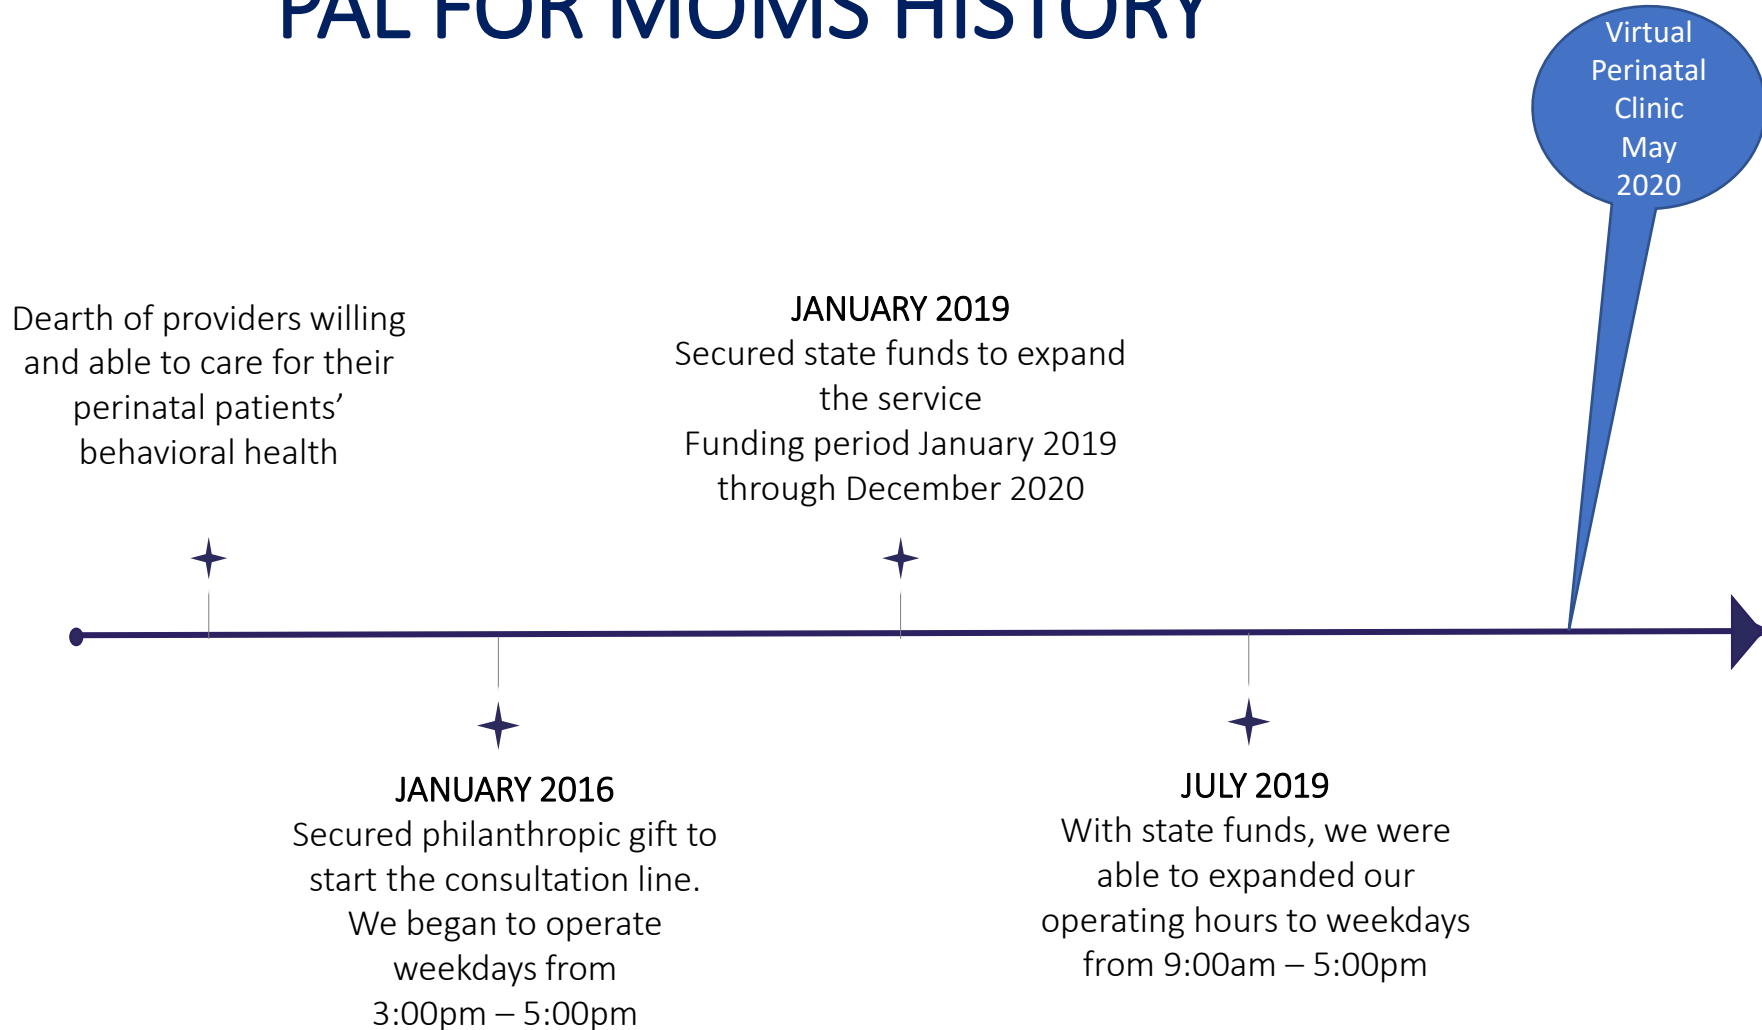 PAL FOR MOMS HISTORY
Virtual
Perinatal
Clinic
May
2020
Dearth of providers willing
and able to care for their
perinatal patients’
behavioral health
JANUARY 2019
Secured state funds to expand
the service
Funding period January 2019
through December 2020
JANUARY 2016
Secured philanthropic gift to
start the consultation line.
We began to operate
weekdays from
3:00pm – 5:00pm
JULY 2019
With state funds, we were
able to expanded our
operating hours to weekdays
from 9:00am – 5:00pm